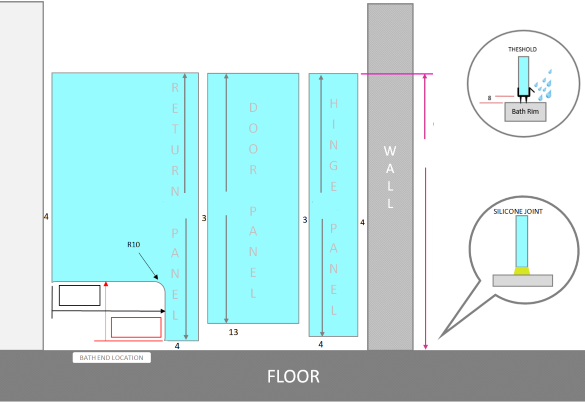 THESHOLD
8
Bath Rim
RETURN PANEL
DOOR PANEL
HINGE PANEL
WALL
4
3
3
4
R10
SILICONE JOINT
13
4
4
BATH END LOCATION
FLOOR